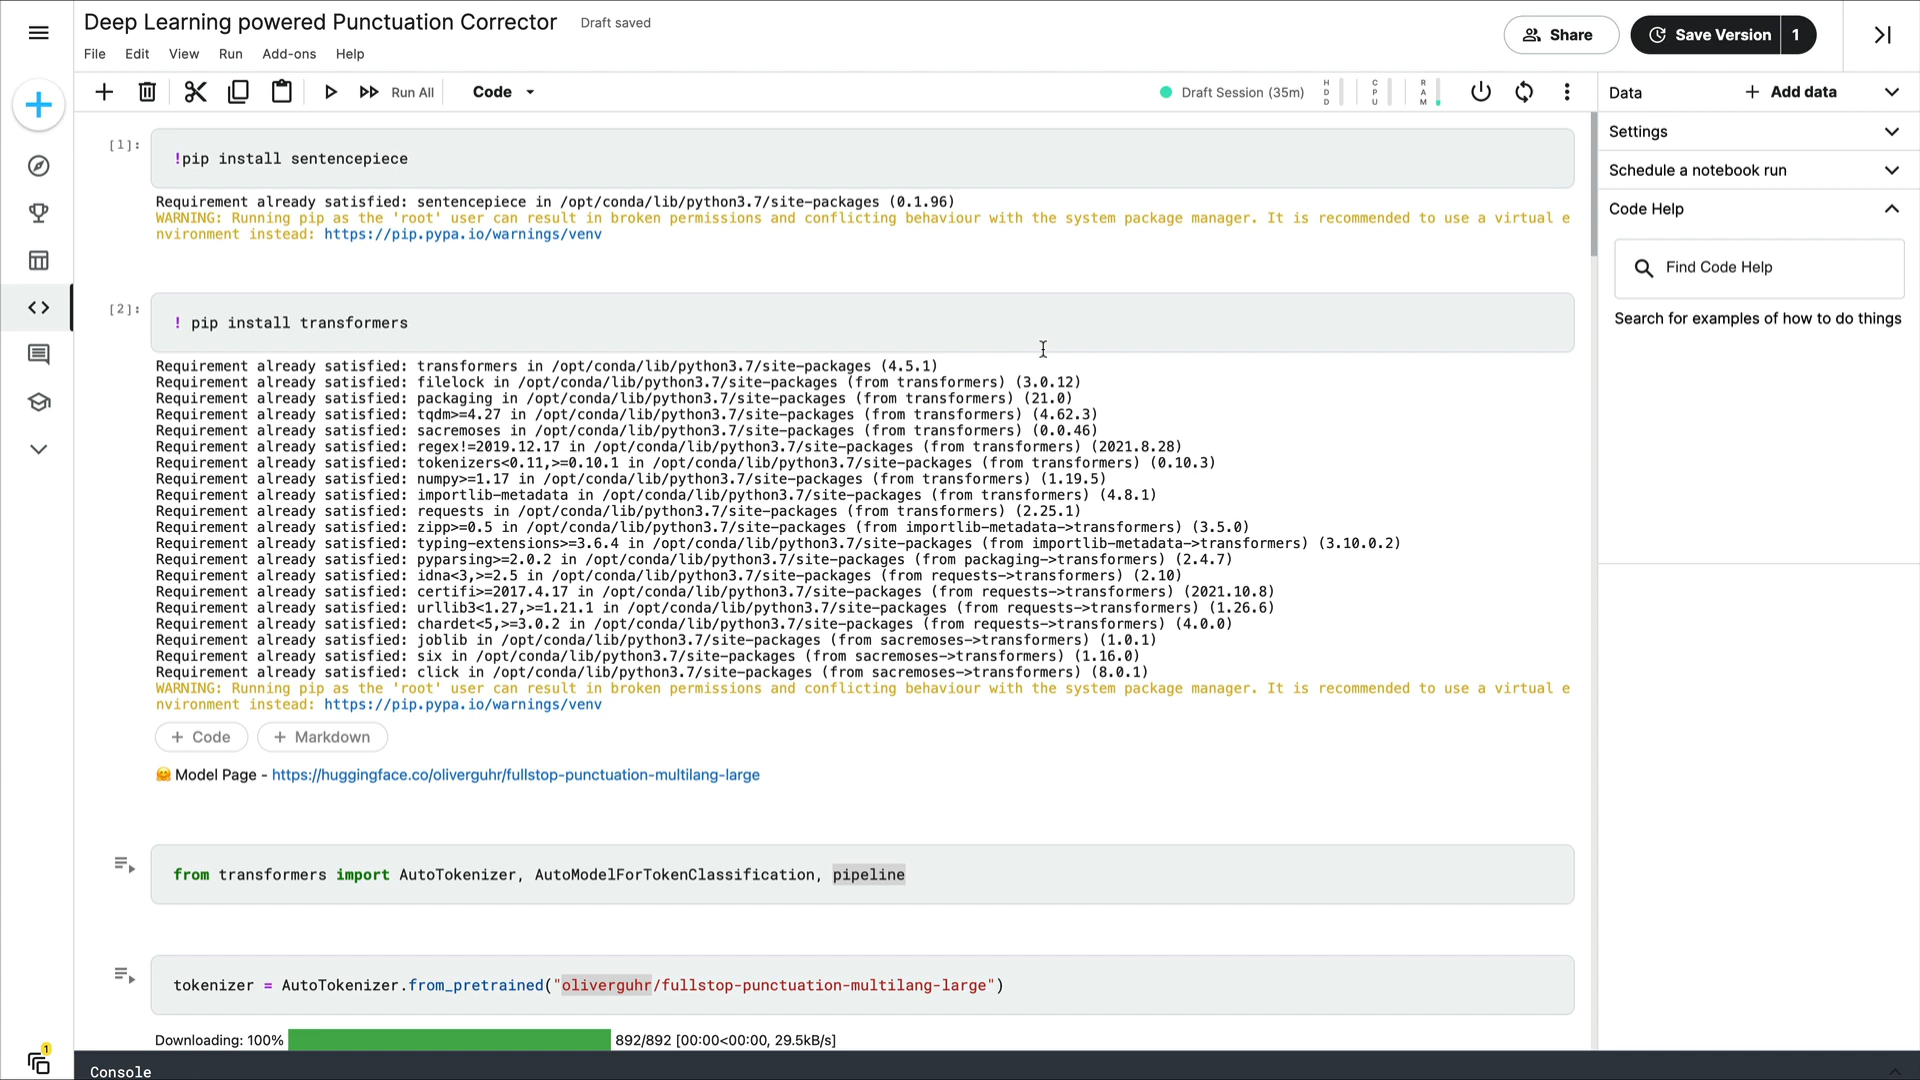 Deep Learning powered Punctuation Corrector Draft saved
File Edit View Run Add-ons Help
Share
Save Version 1
Run All Code
Draft Session (35m) HDD CPU RAM
Data + Add data
Settings
Schedule a notebook run
Code Help
Find Code Help
Search for examples of how to do things
[1]:
!pip install sentencepiece
Requirement already satisfied: sentencepiece in /opt/conda/lib/python3.7/site-packages (0.1.96)
WARNING: Running pip as the 'root' user can result in broken permissions and conflicting behaviour with the system package manager. It is recommended to use a virtual e
nvironment instead: https://pip.pypa.io/warnings/venv
[2]:
! pip install transformers
Requirement already satisfied: transformers in /opt/conda/lib/python3.7/site-packages (4.5.1)
Requirement already satisfied: filelock in /opt/conda/lib/python3.7/site-packages (from transformers) (3.0.12)
Requirement already satisfied: packaging in /opt/conda/lib/python3.7/site-packages (from transformers) (21.0)
Requirement already satisfied: tqdm>=4.27 in /opt/conda/lib/python3.7/site-packages (from transformers) (4.62.3)
Requirement already satisfied: sacremoses in /opt/conda/lib/python3.7/site-packages (from transformers) (0.0.46)
Requirement already satisfied: regex!=2019.12.17 in /opt/conda/lib/python3.7/site-packages (from transformers) (2021.8.28)
Requirement already satisfied: tokenizers<0.11,>=0.10.1 in /opt/conda/lib/python3.7/site-packages (from transformers) (0.10.3)
Requirement already satisfied: numpy>=1.17 in /opt/conda/lib/python3.7/site-packages (from transformers) (1.19.5)
Requirement already satisfied: importlib-metadata in /opt/conda/lib/python3.7/site-packages (from transformers) (4.8.1)
Requirement already satisfied: requests in /opt/conda/lib/python3.7/site-packages (from transformers) (2.25.1)
Requirement already satisfied: zipp>=0.5 in /opt/conda/lib/python3.7/site-packages (from importlib-metadata->transformers) (3.5.0)
Requirement already satisfied: typing-extensions>=3.6.4 in /opt/conda/lib/python3.7/site-packages (from importlib-metadata->transformers) (3.10.0.2)
Requirement already satisfied: pyparsing>=2.0.2 in /opt/conda/lib/python3.7/site-packages (from packaging->transformers) (2.4.7)
Requirement already satisfied: idna<3,>=2.5 in /opt/conda/lib/python3.7/site-packages (from requests->transformers) (2.10)
Requirement already satisfied: certifi>=2017.4.17 in /opt/conda/lib/python3.7/site-packages (from requests->transformers) (2021.10.8)
Requirement already satisfied: urllib3<1.27,>=1.21.1 in /opt/conda/lib/python3.7/site-packages (from requests->transformers) (1.26.6)
Requirement already satisfied: chardet<5,>=3.0.2 in /opt/conda/lib/python3.7/site-packages (from requests->transformers) (4.0.0)
Requirement already satisfied: joblib in /opt/conda/lib/python3.7/site-packages (from sacremoses->transformers) (1.0.1)
Requirement already satisfied: six in /opt/conda/lib/python3.7/site-packages (from sacremoses->transformers) (1.16.0)
Requirement already satisfied: click in /opt/conda/lib/python3.7/site-packages (from sacremoses->transformers) (8.0.1)
WARNING: Running pip as the 'root' user can result in broken permissions and conflicting behaviour with the system package manager. It is recommended to use a virtual e
nvironment instead: https://pip.pypa.io/warnings/venv
+ Code + Markdown
🤗 Model Page - https://huggingface.co/oliverguhr/fullstop-punctuation-multilang-large
from transformers import AutoTokenizer, AutoModelForTokenClassification, pipeline
tokenizer = AutoTokenizer.from_pretrained("oliverguhr/fullstop-punctuation-multilang-large")
Downloading: 100% 892/892 [00:00<00:00, 29.5kB/s]
1
Console